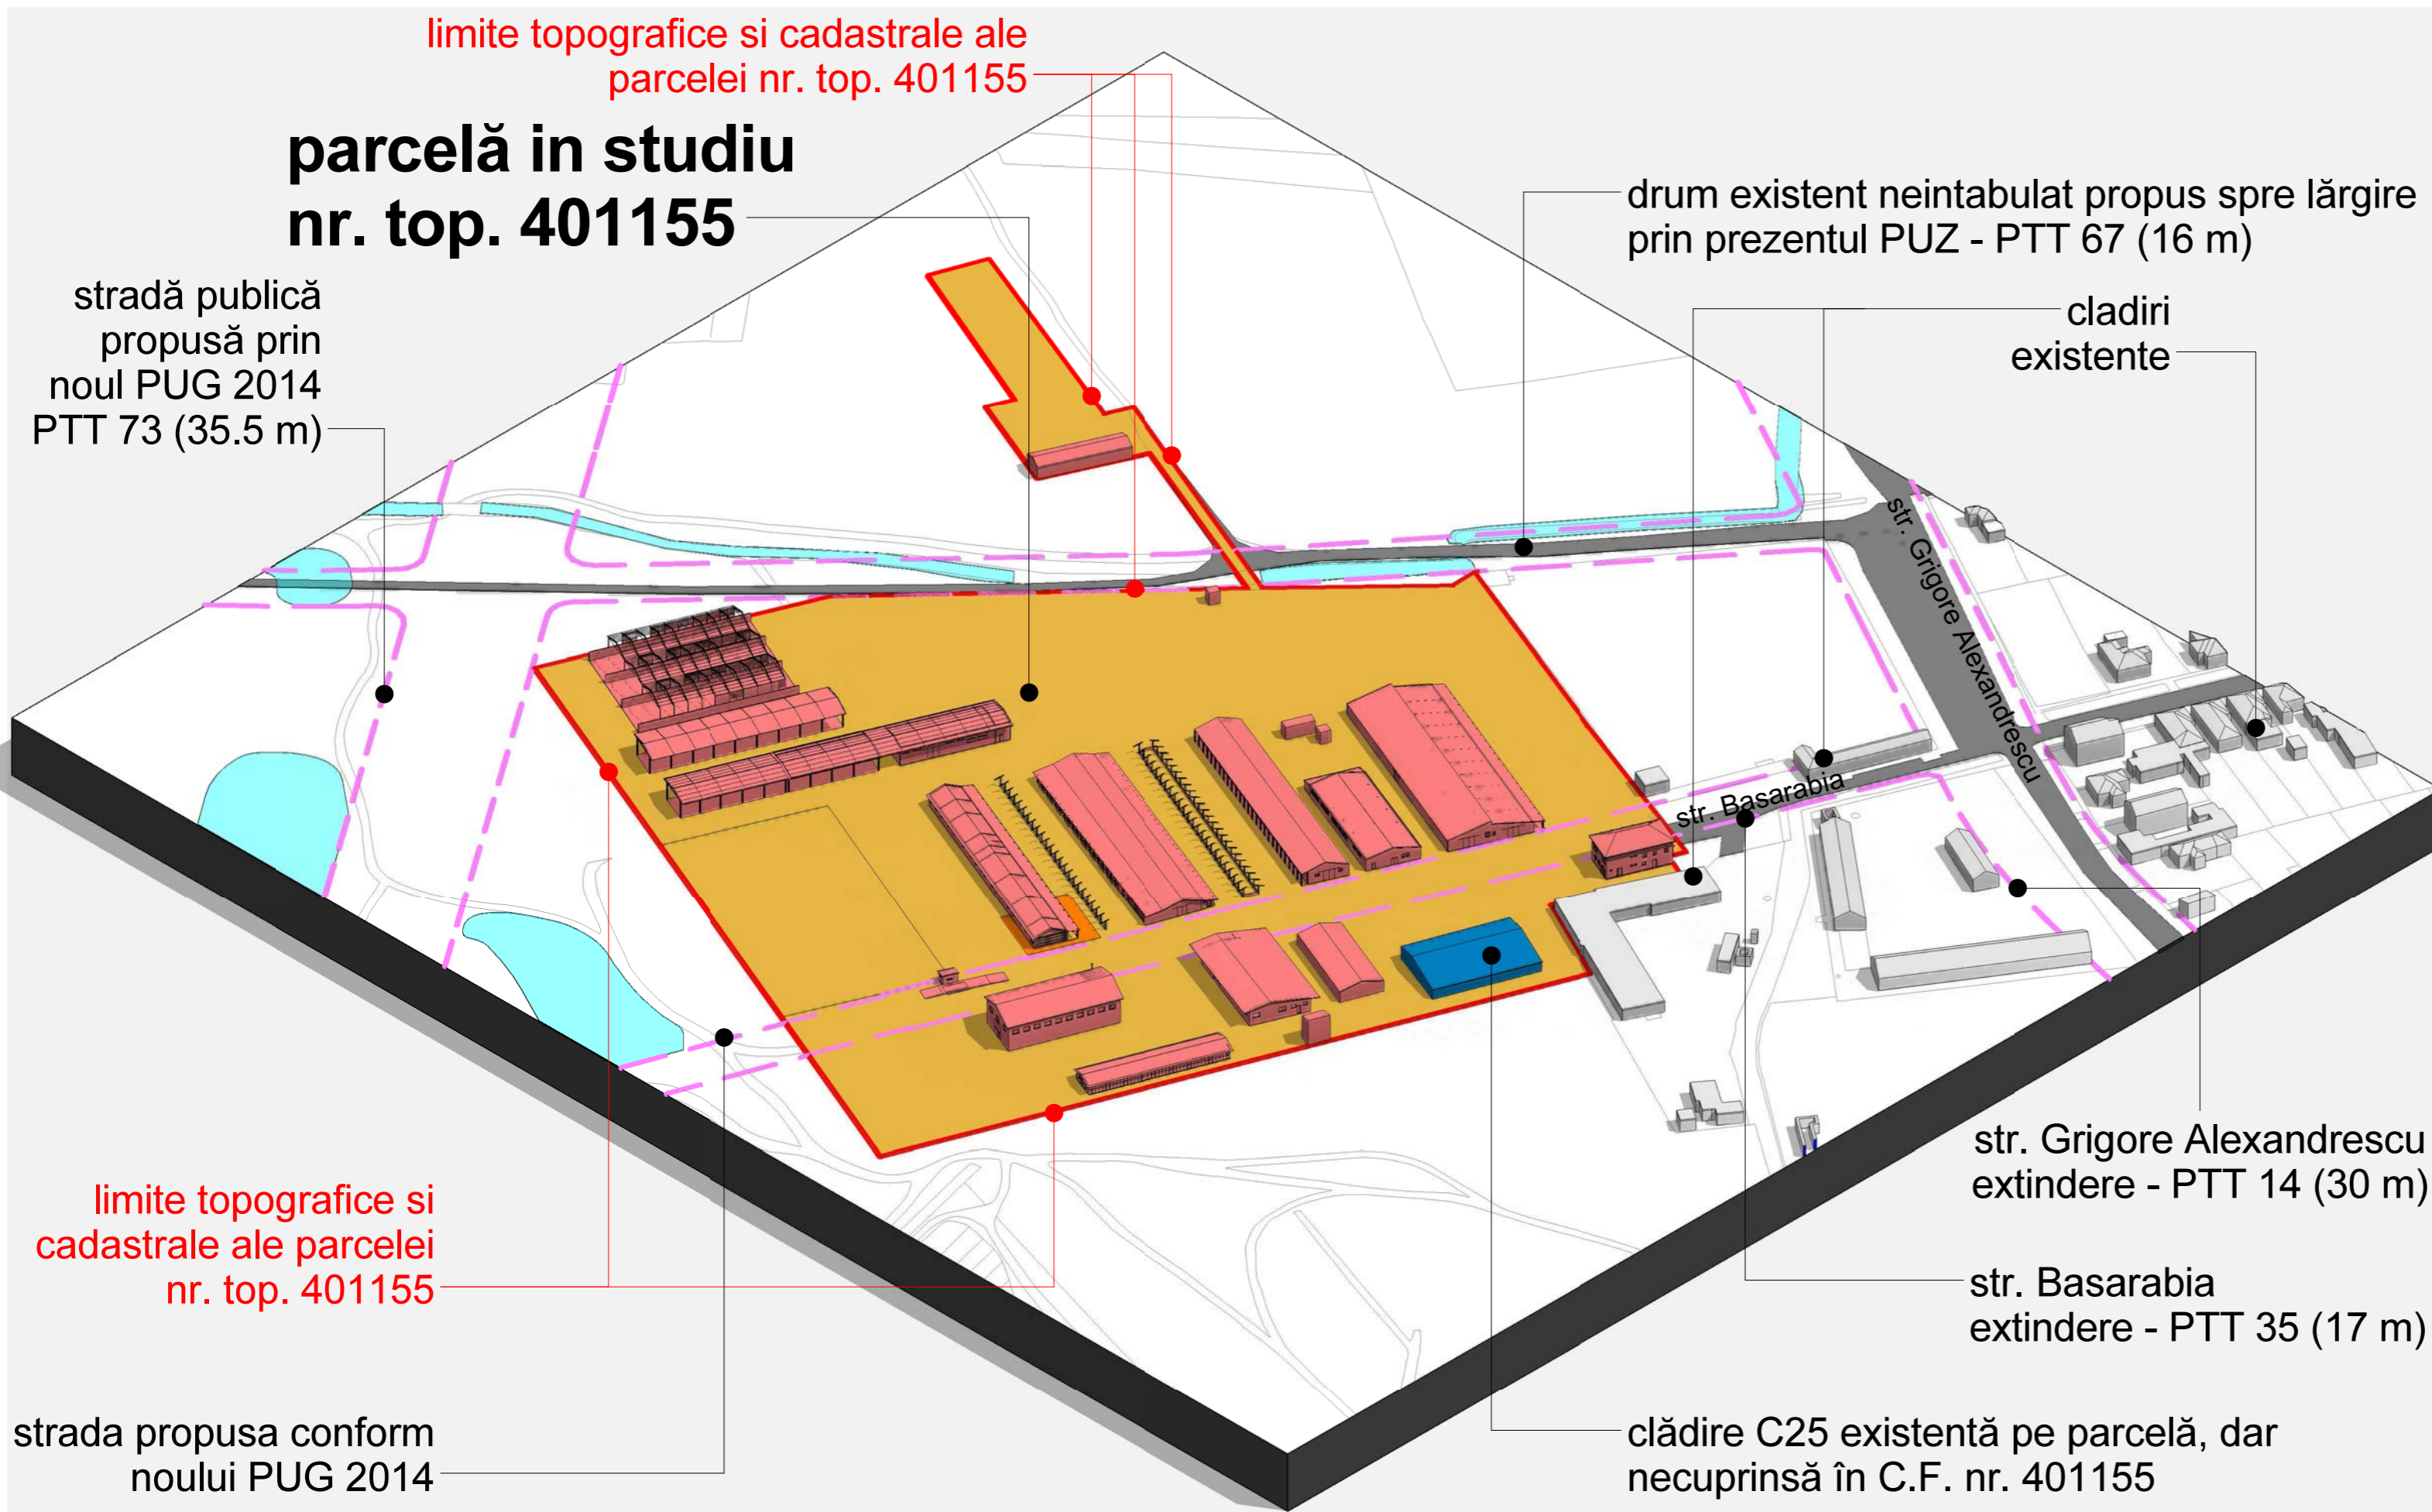 limite topografice si cadastrale ale
parcelei nr. top. 401155
parcelă in studiu
nr. top. 401155
drum existent neintabulat propus spre lărgire
prin prezentul PUZ - PTT 67 (16 m)
stradă publică
propusă prin
noul PUG 2014
PTT 73 (35.5 m)
cladiri
existente
str. Grigore Alexandrescu
str. Basarabia
str. Grigore Alexandrescu
extindere - PTT 14 (30 m)
limite topografice si
cadastrale ale parcelei
nr. top. 401155
str. Basarabia
extindere - PTT 35 (17 m)
strada propusa conform
noului PUG 2014
clădire C25 existentă pe parcelă, dar
necuprinsă în C.F. nr. 401155